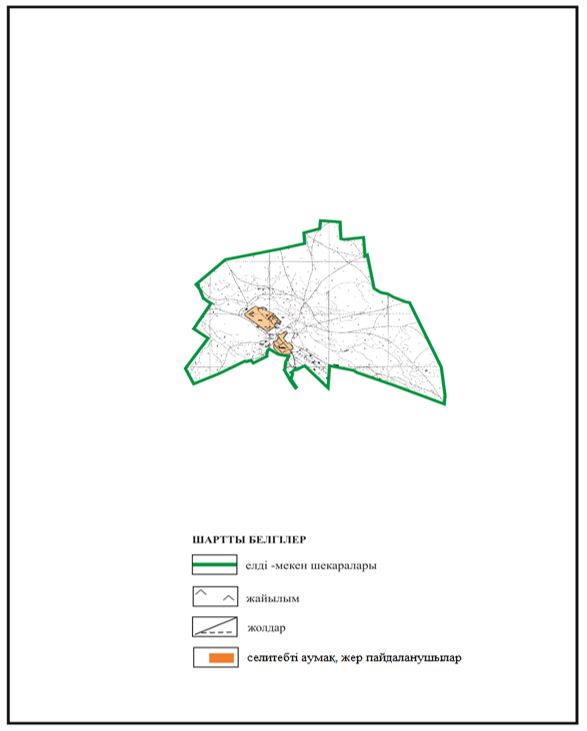 ШАРТТЫ БЕЛГІЛЕР
елді -мекен шекаралары
жайылым
жолдар
селитебті аумақ, жер пайдаланушылар